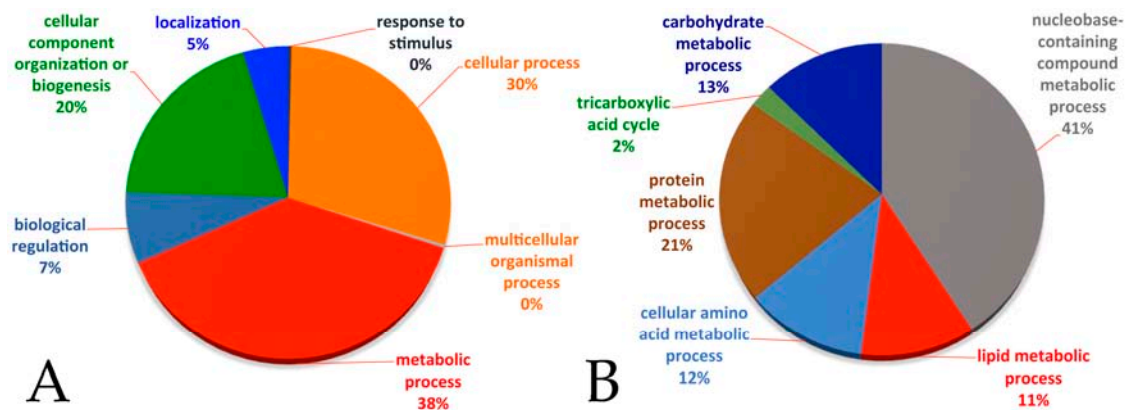 cellular
component
organization or
biogenesis
20%
localization
5%
response to
stimulus
0%
cellular process
30%
biological
regulation
7%
multicellular
organismal
process
0%
metabolic
process
38%
A
carbohydrate
metabolic
process
13%
nucleobase-
containing
compound
metabolic
process
41%
tricarboxylic
acid cycle
2%
protein
metabolic
process
21%
cellular amino
acid metabolic
process
12%
lipid metabolic
process
11%
B